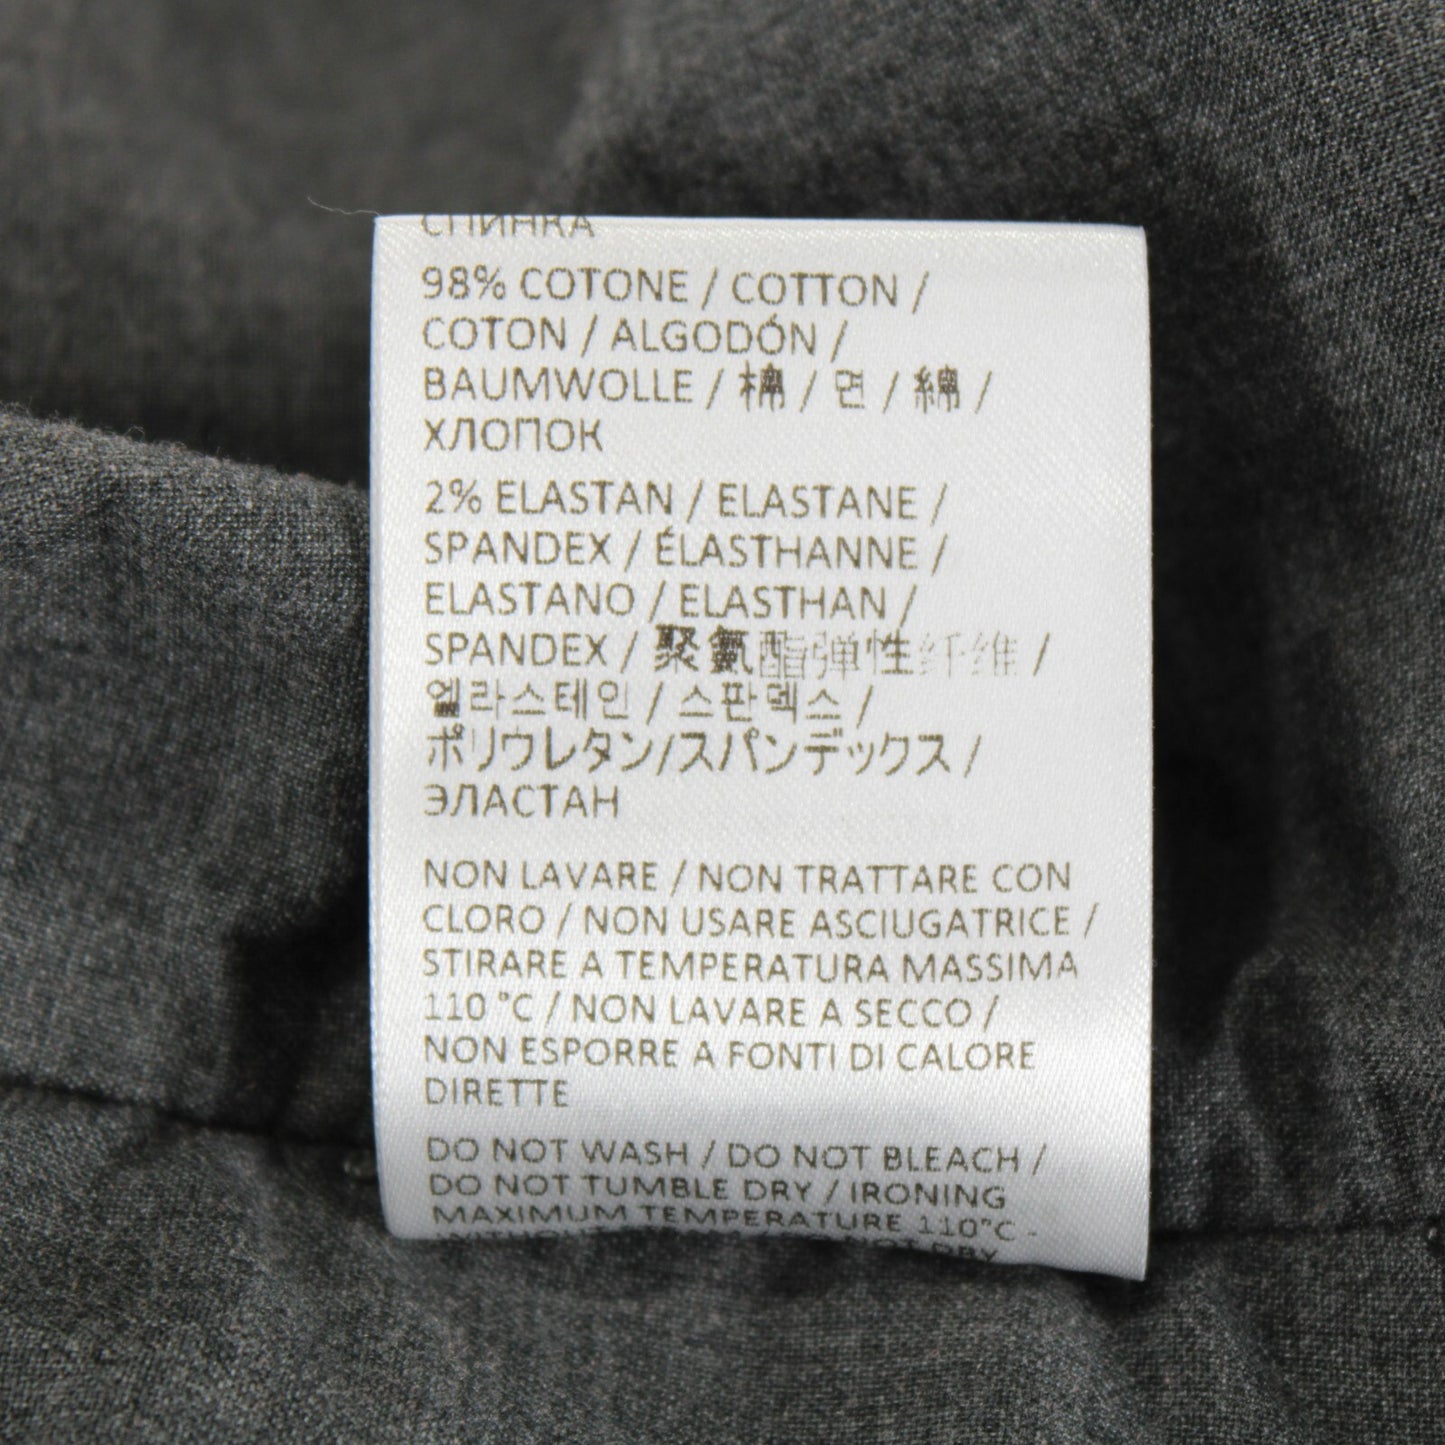 СПИНКА
98% COTONE / COTTON /
COTON / ALGODÓN /
BAUMWOLLE / 棉 / 면 / 綿 /
ХЛОПОК
2% ELASTAN / ELASTANE /
SPANDEX / ÉLASTHANNE /
ELASTANO / ELASTHAN /
SPANDEX / 聚氨酯弹性纤维 /
엘라스테인 / 스판덱스 /
ポリウレタン/スパンデックス /
ЭЛАСТАН
NON LAVARE / NON TRATTARE CON
CLORO / NON USARE ASCIUGATRICE /
STIRARE A TEMPERATURA MASSIMA
110 °C / NON LAVARE A SECCO /
NON ESPORRE A FONTI DI CALORE
DIRETTE
DO NOT WASH / DO NOT BLEACH /
DO NOT TUMBLE DRY / IRONING
MAXIMUM TEMPERATURE 110°C -
NOT DRY